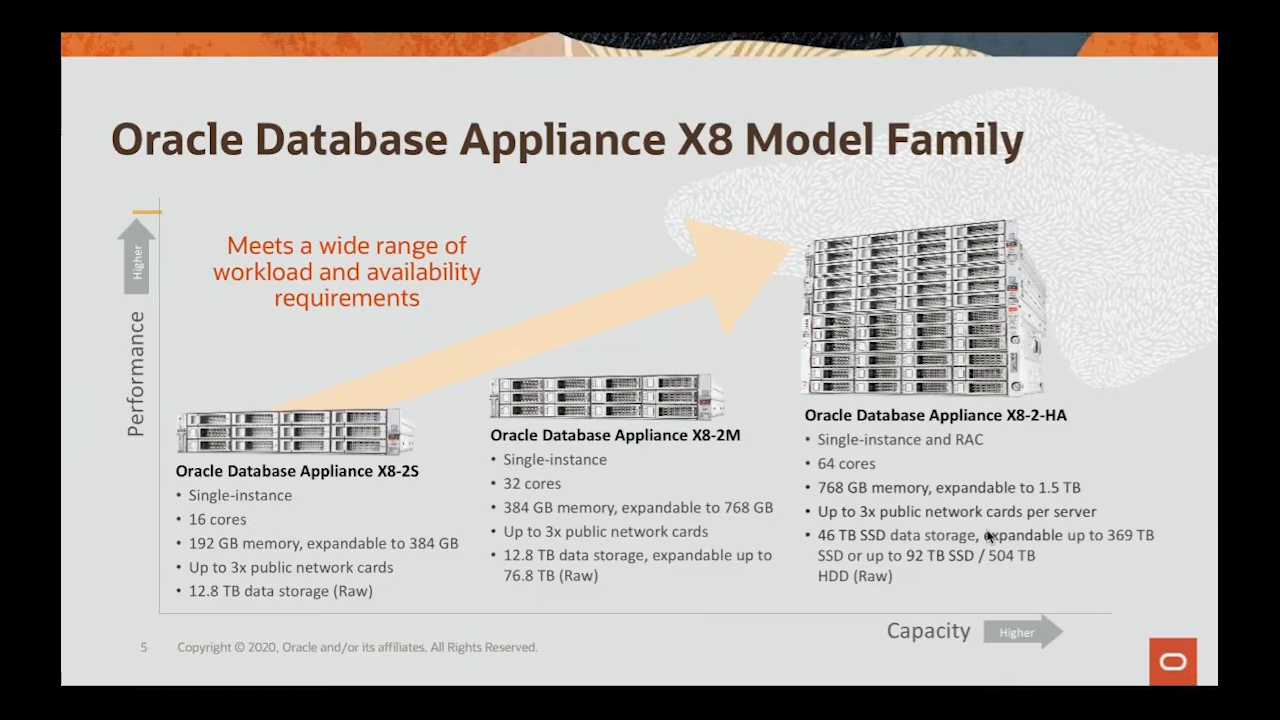 Oracle Database Appliance X8 Model Family
Higher
Performance
Meets a wide range of
workload and availability
requirements
Oracle Database Appliance X8-2S
• Single-instance
• 16 cores
• 192 GB memory, expandable to 384 GB
• Up to 3x public network cards
• 12.8 TB data storage (Raw)
Oracle Database Appliance X8-2M
• Single-instance
• 32 cores
• 384 GB memory, expandable to 768 GB
• Up to 3x public network cards
• 12.8 TB data storage, expandable up to
76.8 TB (Raw)
Oracle Database Appliance X8-2-HA
• Single-instance and RAC
• 64 cores
• 768 GB memory, expandable to 1.5 TB
• Up to 3x public network cards per server
• 46 TB SSD data storage, expandable up to 369 TB
SSD or up to 92 TB SSD / 504 TB
HDD (Raw)
Capacity
Higher
5
Copyright © 2020, Oracle and/or its affiliates. All Rights Reserved.